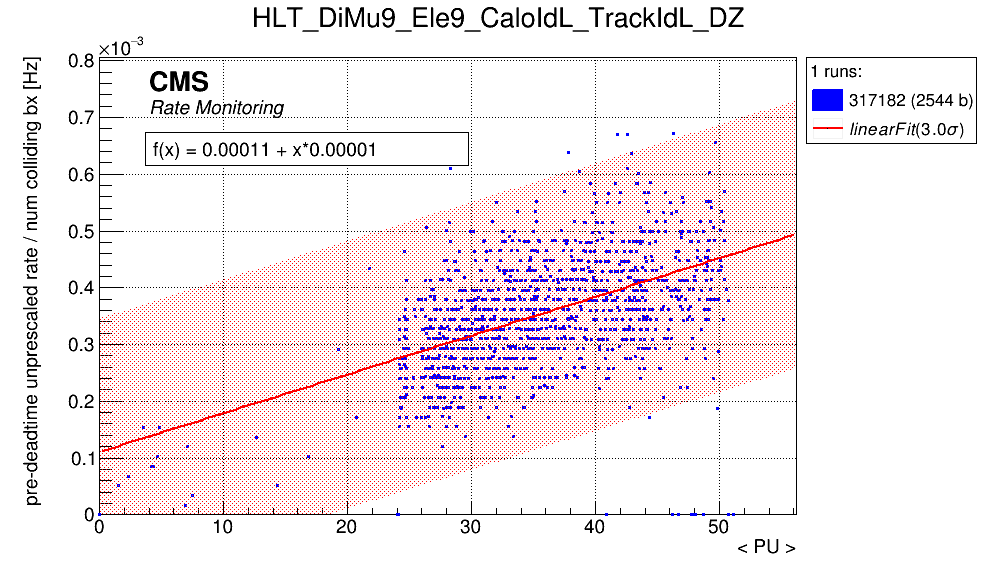 HLT_DiMu9_Ele9_CaloIdL_TrackIdL_DZ
×10⁻³
pre-deadtime unprescaled rate / num colliding bx [Hz]
0.8
0.7
0.6
0.5
0.4
0.3
0.2
0.1
0
CMS
Rate Monitoring
f(x) = 0.00011 + x*0.00001
1 runs:
317182 (2544 b)
linearFit(3.0σ)
0 10 20 30 40 50
< PU >